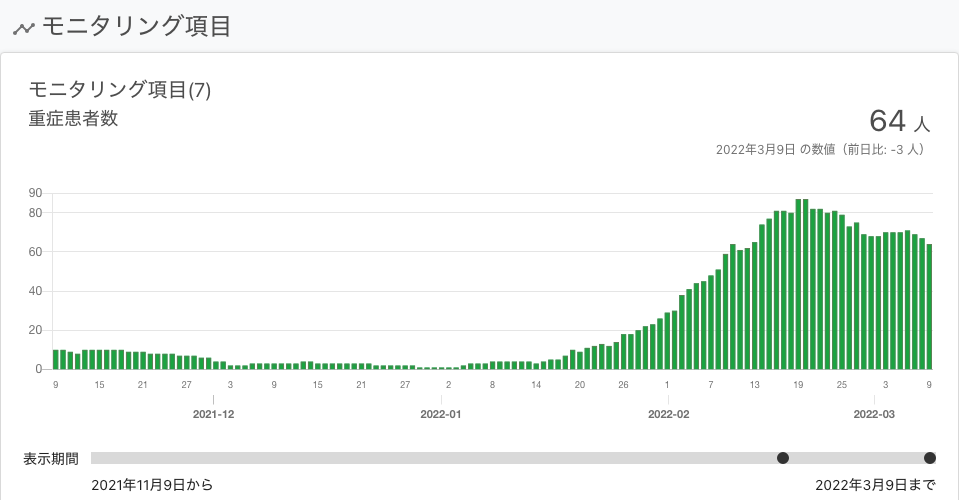 モニタリング項目
モニタリング項目(7)
重症患者数
64 人
2022年3月9日 の数値（前日比: -3 人）
90
80
60
40
20
0
9 15 21 27 3 9 15 21 27 2 8 14 20 26 1 7 13 19 25 3 9
2021-12 2022-01 2022-02 2022-03
表示期間
2021年11月9日から 2022年3月9日まで